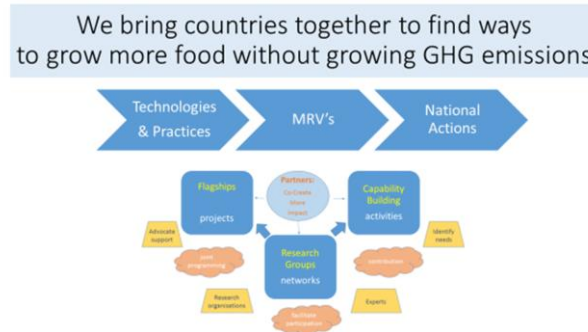 We bring countries together to find ways
to grow more food without growing GHG emissions
Technologies
& Practices
MRV's
National
Actions
Partners:
Co-Create
More
Impact
Flagships
projects
Capability
Building
activities
Advocate
support
Identify
needs
joint
programming
Research
Groups
networks
contribution
Research
organisations
Experts
facilitate
participation